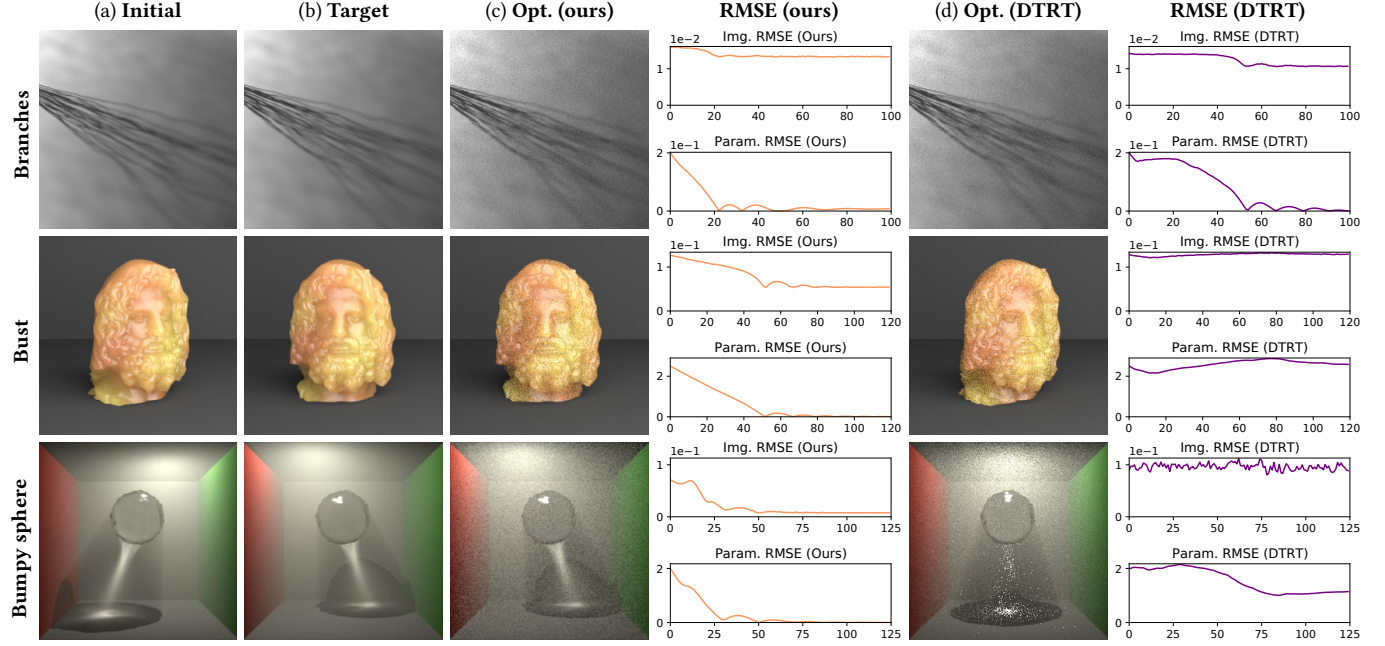 (a) Initial (b) Target (c) Opt. (ours) RMSE (ours) (d) Opt. (DTRT) RMSE (DTRT)
Branches
Img. RMSE (Ours)
1e−2
1
0
0 20 40 60 80 100
Param. RMSE (Ours)
1e−1
2
0
0 20 40 60 80 100
Img. RMSE (DTRT)
1e−2
1
0
0 20 40 60 80 100
Param. RMSE (DTRT)
1e−1
2
0
0 20 40 60 80 100
Bust
Img. RMSE (Ours)
1e−1
1
0
0 20 40 60 80 100 120
Param. RMSE (Ours)
2
0
0 20 40 60 80 100 120
Img. RMSE (DTRT)
1e−1
1
0
0 20 40 60 80 100 120
Param. RMSE (DTRT)
2
0
0 20 40 60 80 100 120
Bumpy sphere
Img. RMSE (Ours)
1e−1
1
0
0 25 50 75 100 125
Param. RMSE (Ours)
2
0
0 25 50 75 100 125
Img. RMSE (DTRT)
1e−1
1
0
0 25 50 75 100 125
Param. RMSE (DTRT)
2
0
0 25 50 75 100 125